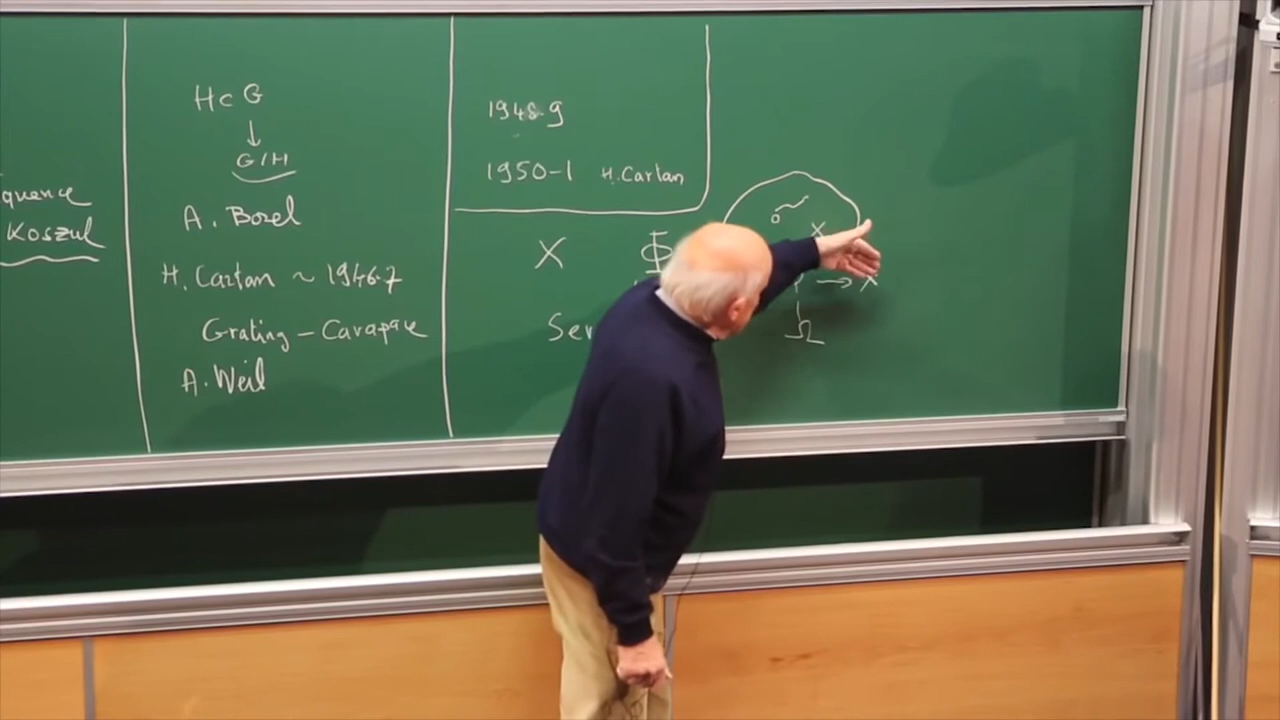 quence
Koszul
H ⊂ G
↓
G/H
A. Borel
H. Cartan ~ 1946-7
Grating – Carapace
A. Weil
1948-9
1950-1 H. Cartan
X Φ
Ser
X
→ X
Ω